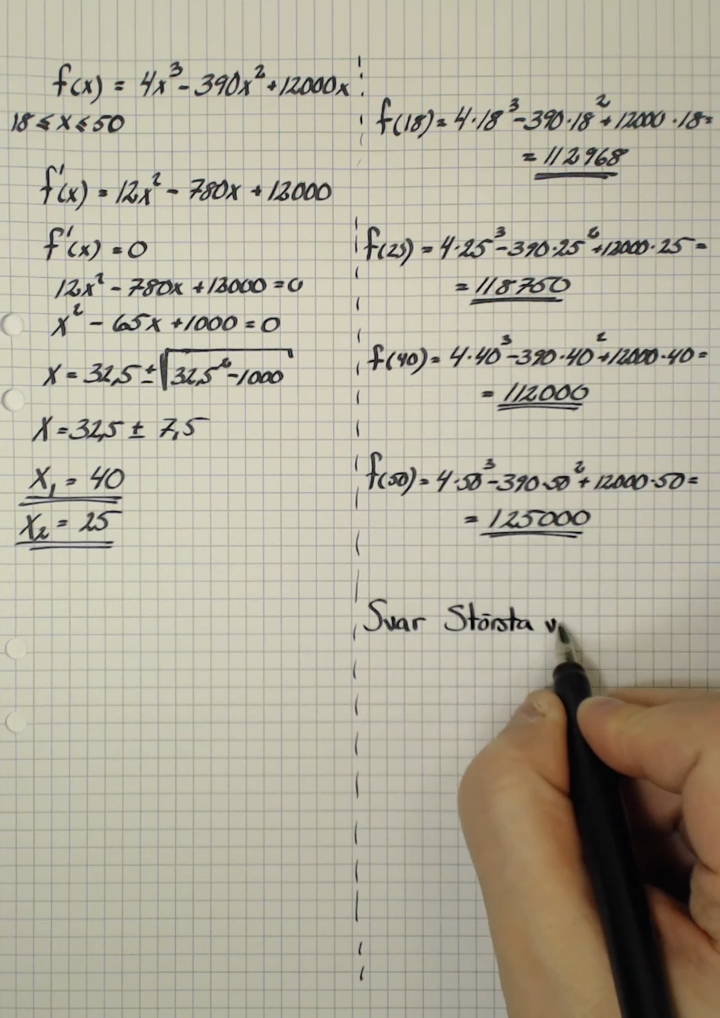 f(x) = 4x³ - 390x² + 12000x
18 ≤ x ≤ 50
f'(x) = 12x² - 780x + 12000
f'(x) = 0
12x² - 780x + 12000 = 0
x² - 65x + 1000 = 0
x = 32,5 ± √(32,5² - 1000)
x = 32,5 ± 7,5
x₁ = 40
x₂ = 25
f(18) = 4·18³ - 390·18² + 12000·18 =
= 112968
f(25) = 4·25³ - 390·25² + 12000·25 =
= 118750
f(40) = 4·40³ - 390·40² + 12000·40 =
= 112000
f(50) = 4·50³ - 390·50² + 12000·50 =
= 125000
Svar Största v